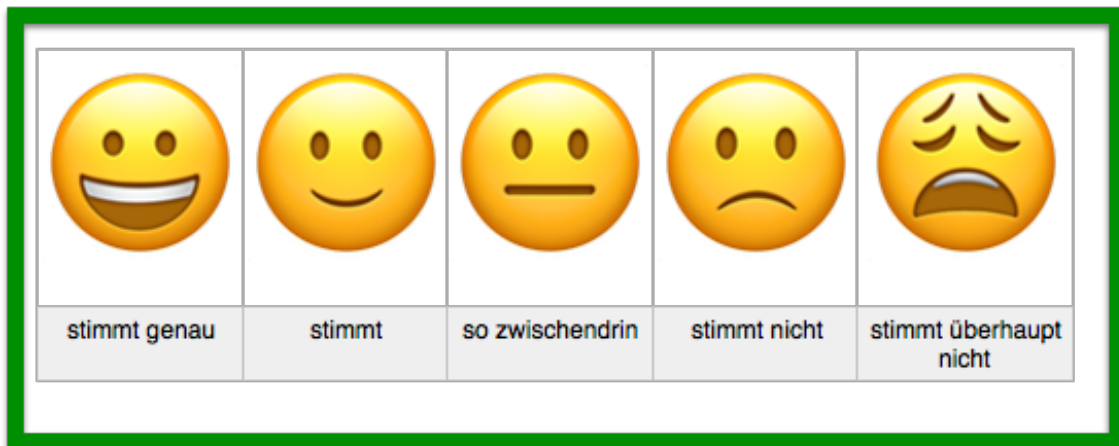 stimmt genau
stimmt
so zwischendrin
stimmt nicht
stimmt überhaupt
nicht